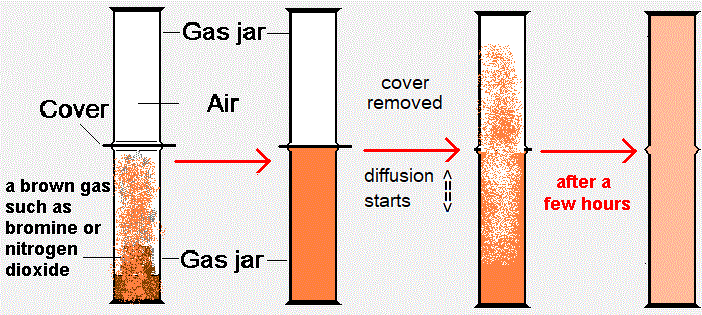 Gas jar
Air
Cover
a brown gas
such as
bromine or
nitrogen
dioxide
Gas jar
cover
removed
diffusion
starts
after a
few hours